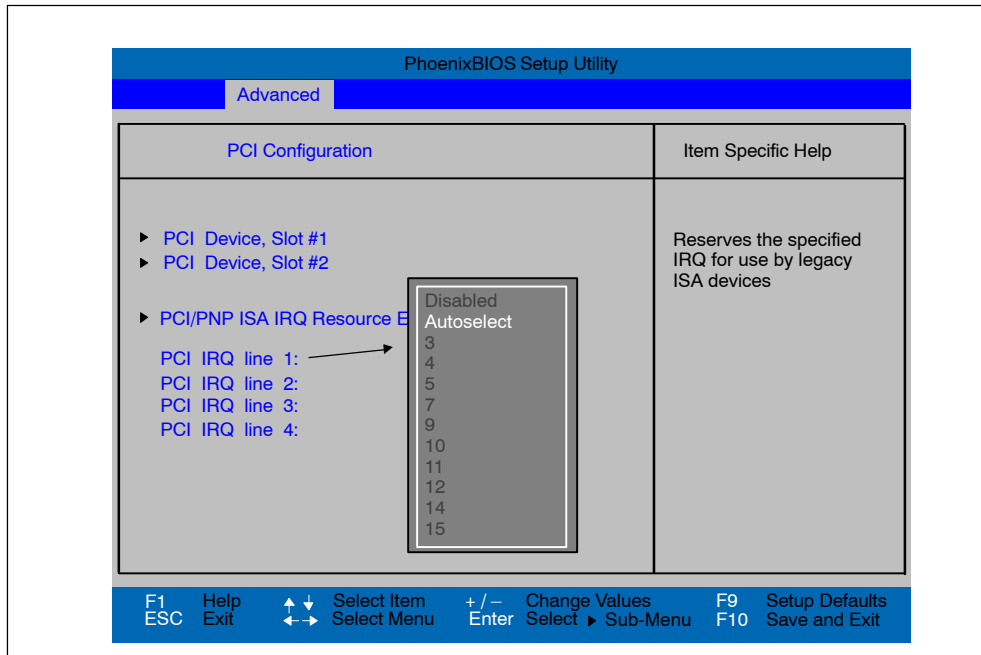 PhoenixBIOS Setup Utility
Advanced
PCI Configuration
Item Specific Help
PCI Device, Slot #1
PCI Device, Slot #2
PCI/PNP ISA IRQ Resource E
PCI IRQ line 1:
PCI IRQ line 2:
PCI IRQ line 3:
PCI IRQ line 4:
Disabled
Autoselect
3
4
5
7
9
10
11
12
14
15
Reserves the specified
IRQ for use by legacy
ISA devices
F1 Help Select Item + / – Change Values F9 Setup Defaults
ESC Exit Select Menu Enter Select Sub-Menu F10 Save and Exit